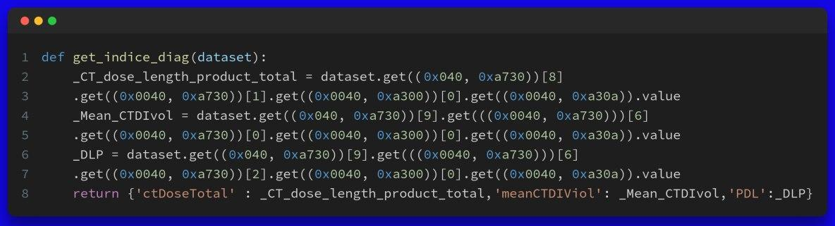 1 def get_indice_diag(dataset):
2 _CT_dose_length_product_total = dataset.get((0x040, 0xa730))[8]
3 .get((0x0040, 0xa730))[1].get((0x0040, 0xa300))[0].get((0x0040, 0xa30a)).value
4 _Mean_CTDIvol = dataset.get((0x040, 0xa730))[9].get(((0x0040, 0xa730)))[6]
5 .get((0x0040, 0xa730))[0].get((0x0040, 0xa300))[0].get((0x0040, 0xa30a)).value
6 _DLP = dataset.get((0x040, 0xa730))[9].get(((0x0040, 0xa730)))[6]
7 .get((0x0040, 0xa730))[2].get((0x0040, 0xa300))[0].get((0x0040, 0xa30a)).value
8 return {'ctDoseTotal' : _CT_dose_length_product_total,'meanCTDIViol': _Mean_CTDIvol,'PDL':_DLP}